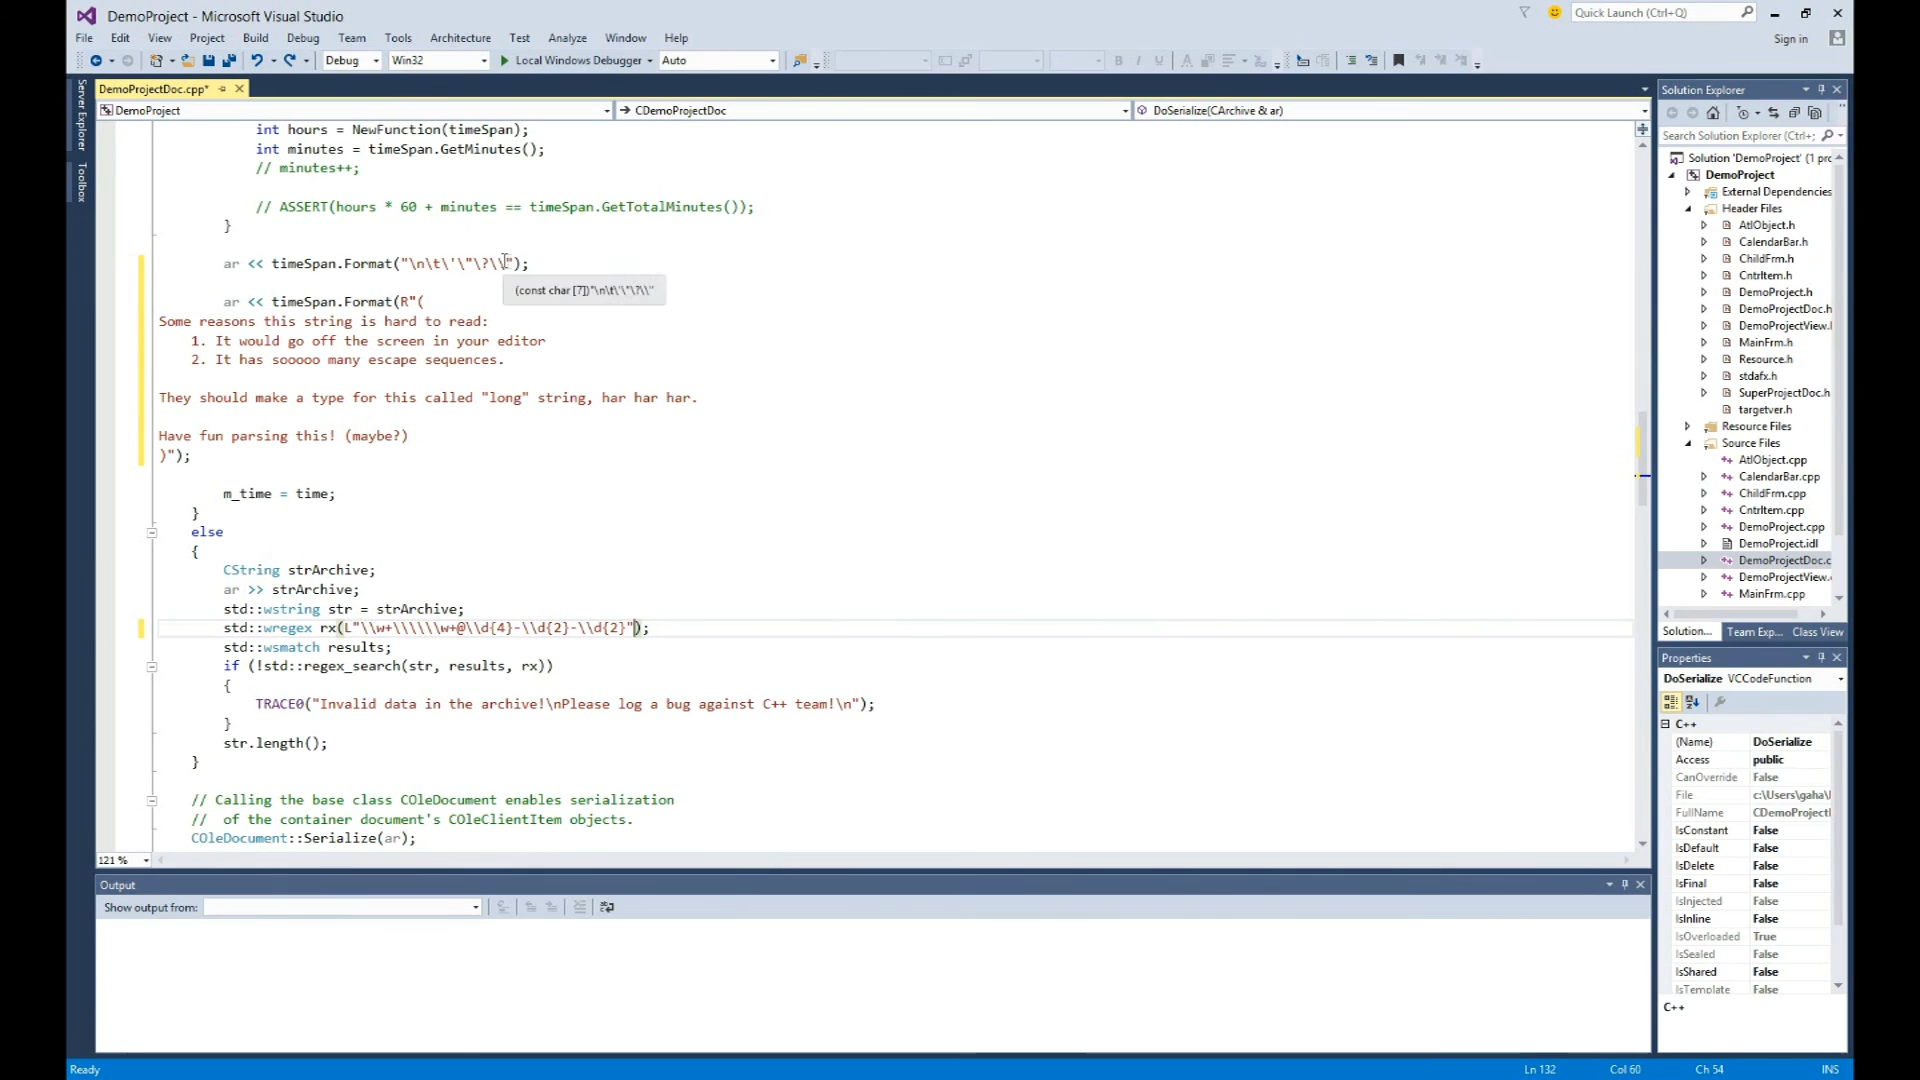 DemoProject - Microsoft Visual Studio
Quick Launch (Ctrl+Q)
File Edit View Project Build Debug Team Tools Architecture Test Analyze Window Help
Sign in
Debug Win32 Local Windows Debugger Auto
Server Explorer
Toolbox
DemoProjectDoc.cpp*
DemoProject
CDemoProjectDoc
DoSerialize(CArchive & ar)
int hours = NewFunction(timeSpan);
int minutes = timeSpan.GetMinutes();
// minutes++;
// ASSERT(hours * 60 + minutes == timeSpan.GetTotalMinutes());
}
ar << timeSpan.Format("\n\t\'\"\?\\");
(const char [7])"\n\t\'\"\?\\"
ar << timeSpan.Format(R"(
Some reasons this string is hard to read:
1. It would go off the screen in your editor
2. It has sooooo many escape sequences.
They should make a type for this called "long" string, har har har.
Have fun parsing this! (maybe?)
)");
m_time = time;
}
else
{
CString strArchive;
ar >> strArchive;
std::wstring str = strArchive;
std::wregex rx(L"\\w+\\\\\\w+@\\d{4}-\\d{2}-\\d{2}");
std::wsmatch results;
if (!std::regex_search(str, results, rx))
{
TRACE0("Invalid data in the archive!\nPlease log a bug against C++ team!\n");
}
str.length();
}
// Calling the base class COleDocument enables serialization
//  of the container document's COleClientItem objects.
COleDocument::Serialize(ar);
121 %
Output
Show output from:
Solution Explorer
Search Solution Explorer (Ctrl+;
Solution 'DemoProject' (1 prc
DemoProject
External Dependencies
Header Files
AtlObject.h
CalendarBar.h
ChildFrm.h
CntrItem.h
DemoProject.h
DemoProjectDoc.h
DemoProjectView.
MainFrm.h
Resource.h
stdafx.h
SuperProjectDoc.h
targetver.h
Resource Files
Source Files
AtlObject.cpp
CalendarBar.cpp
ChildFrm.cpp
CntrItem.cpp
DemoProject.cpp
DemoProject.idl
DemoProjectDoc.c
DemoProjectView.
MainFrm.cpp
Solution... Team Exp... Class View
Properties
DoSerialize VCCodeFunction
C++
(Name) DoSerialize
Access public
CanOverride False
File c:\Users\gaha\
FullName CDemoProject
IsConstant False
IsDefault False
IsDelete False
IsFinal False
IsInjected False
IsInline False
IsOverloaded True
IsSealed False
IsShared False
IsTemplate False
C++
Ready
Ln 132 Col 60 Ch 54 INS